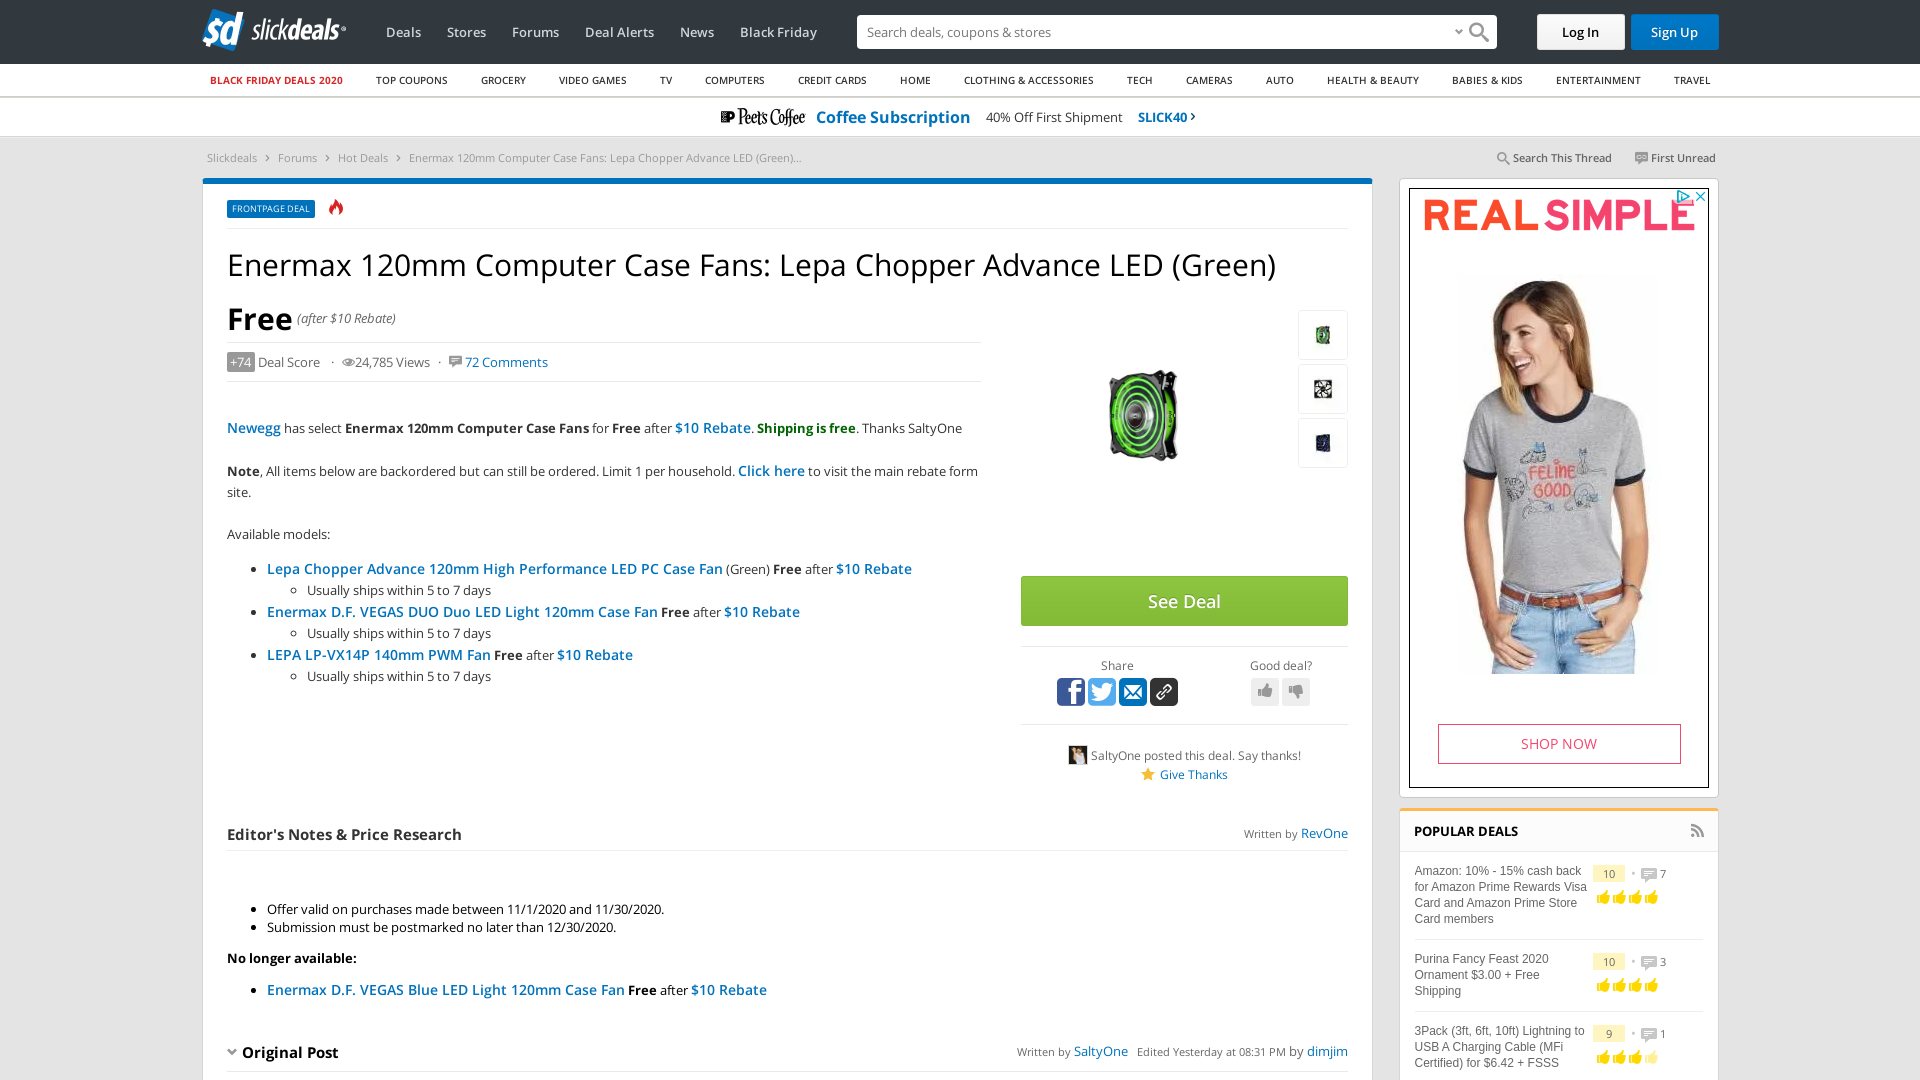 slickdeals
Deals
Stores
Forums
Deal Alerts
News
Black Friday
Search deals, coupons & shops
Log In
Sign Up
BLACK FRIDAY DEALS 2020
TOP COUPONS
GROCERY
VIDEO GAMES
TV
COMPUTERS
CREDIT CARDS
HOME
CLOTHING & ACCESSORIES
TECH
CAMERAS
AUTO
HEALTH & BEAUTY
BABIES & KIDS
ENTERTAINMENT
TRAVEL
Peet's Coffee Coffee Subscription 40% Off First Shipment SLICK40
Slickdeals > Forums > Hot Deals > Enermax 120mm Computer Case Fans: Lepa Chopper Advance LED (Green)...
Search This Thread
First Unread
FRONTPAGE DEAL
Enermax 120mm Computer Case Fans: Lepa Chopper Advance LED (Green)
Free (after $10 Rebate)
+74 Deal Score · 24,785 Views · 72 Comments
Newegg has select Enermax 120mm Computer Case Fans for Free after $10 Rebate. Shipping is free. Thanks SaltyOne
Note, All items below are backordered but can still be ordered. Limit 1 per household. Click here to visit the main rebate form
site.
Available models:
Lepa Chopper Advance 120mm High Performance LED PC Case Fan (Green) Free after $10 Rebate
Usually ships within 5 to 7 days
Enermax D.F. VEGAS DUO Duo LED Light 120mm Case Fan Free after $10 Rebate
Usually ships within 5 to 7 days
LEPA LP-VX14P 140mm PWM Fan Free after $10 Rebate
Usually ships within 5 to 7 days
See Deal
Share
Good deal?
SaltyOne posted this deal. Say thanks!
Give Thanks
Editor's Notes & Price Research
Written by RevOne
Offer valid on purchases made between 11/1/2020 and 11/30/2020.
Submission must be postmarked no later than 12/30/2020.
No longer available:
Enermax D.F. VEGAS Blue LED Light 120mm Case Fan Free after $10 Rebate
Original Post
Written by SaltyOne Edited Yesterday at 08:31 PM by dimjim
REAL SIMPLE
FELINE
GOOD
SHOP NOW
POPULAR DEALS
Amazon: 10% - 15% cash back
for Amazon Prime Rewards Visa
Card and Amazon Prime Store
Card members
10 • 7
Purina Fancy Feast 2020
Ornament $3.00 + Free
Shipping
10 • 3
3Pack (3ft, 6ft, 10ft) Lightning to
USB A Charging Cable (MFi
Certified) for $6.42 + FSSS
9 • 1